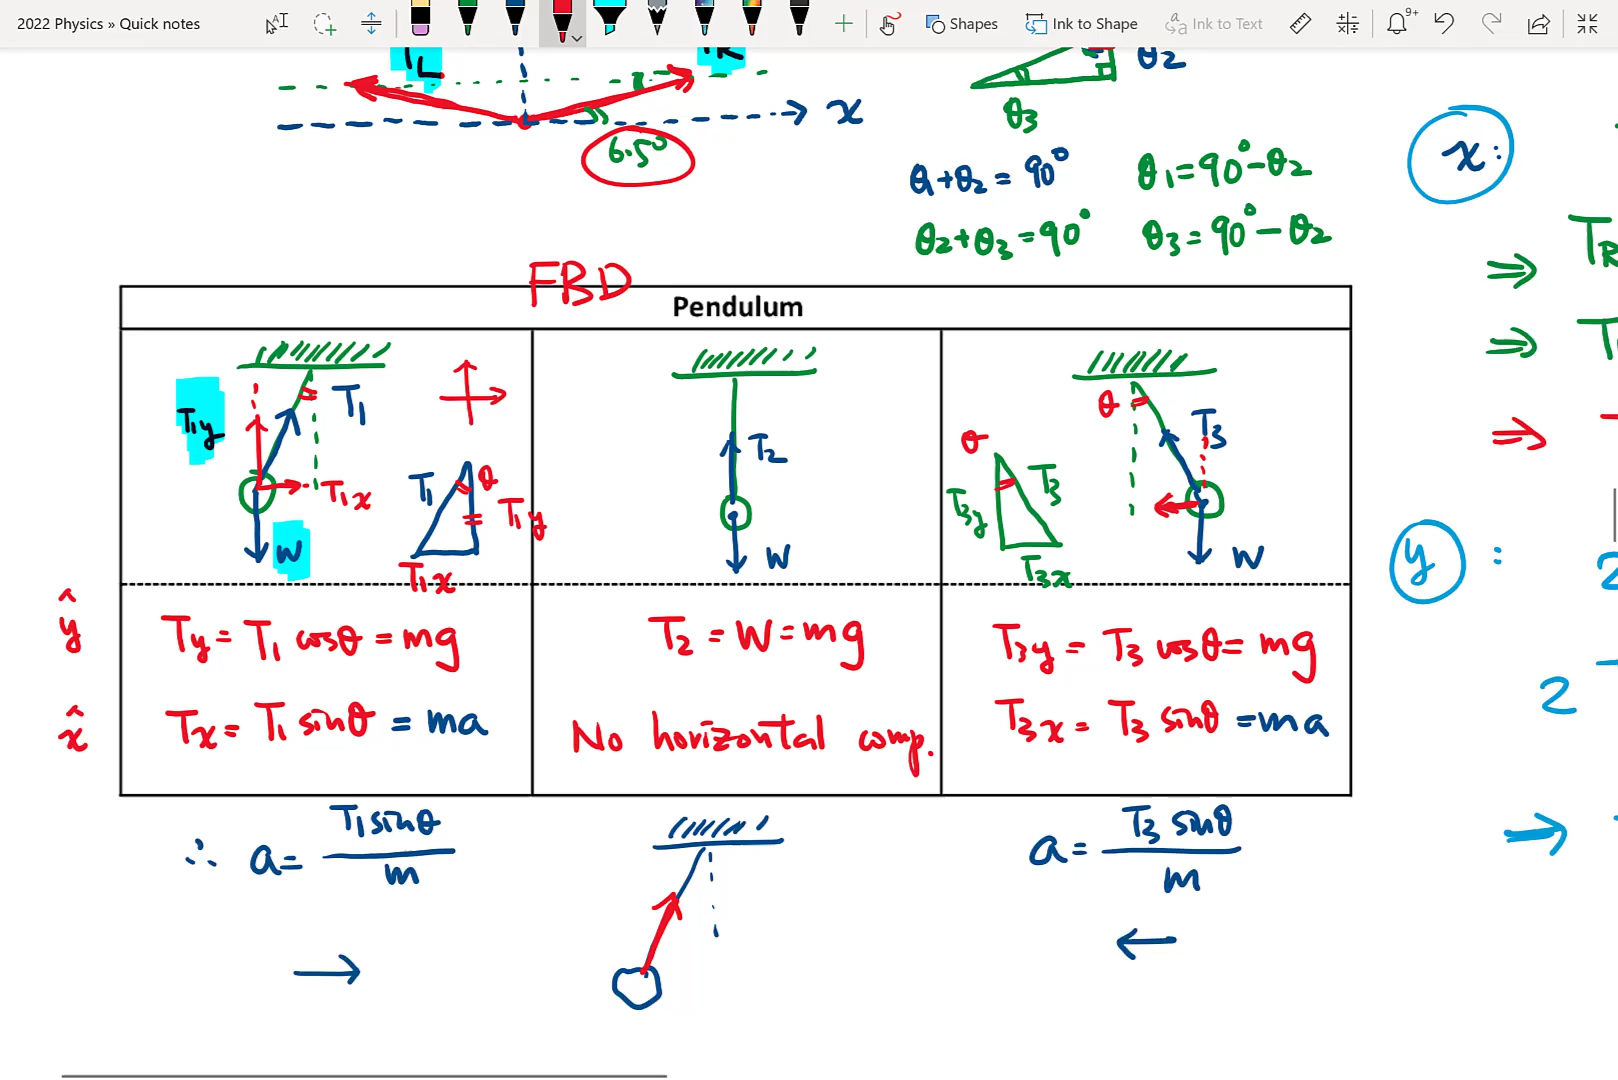 2022 Physics » Quick notes
Shapes
Ink to Shape
Ink to Text
9+
TL
TR
θ2
x
6.5°
θ3
θ1+θ2 = 90°
θ1 = 90°-θ2
θ2+θ3 = 90°
θ3 = 90° - θ2
x:
TR
FBD
Pendulum
T1y
T1
T1x
W
T1
θ
T1y
T1x
T2
W
θ
T3
θ
T3y
T3
T3x
W
y :
2
2
ŷ
Ty = T1 cosθ = mg
T2 = W = mg
T3y = T3 cosθ = mg
x̂
Tx = T1 sinθ = ma
No horizontal comp.
T3x = T3 sinθ = ma
∴ a = T1 sinθ / m
a = T3 sinθ / m